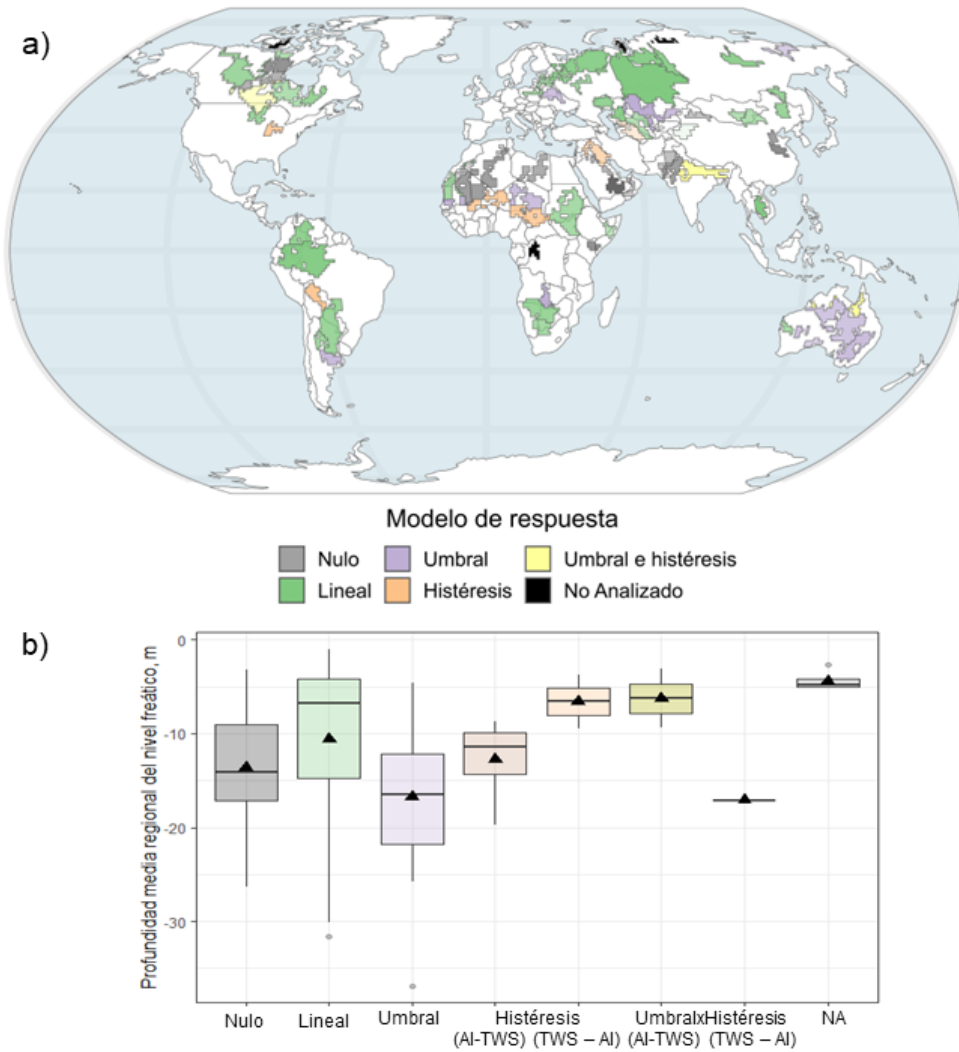 a)
Modelo de respuesta
Nulo Umbral Umbral e histéresis
Lineal Histéresis No Analizado
b)
Profundidad media regional del nivel freático, m
0
-10
-20
-30
Nulo Lineal Umbral Histéresis UmbralxHistéresis NA
(AI-TWS) (TWS – AI) (AI-TWS) (TWS – AI)